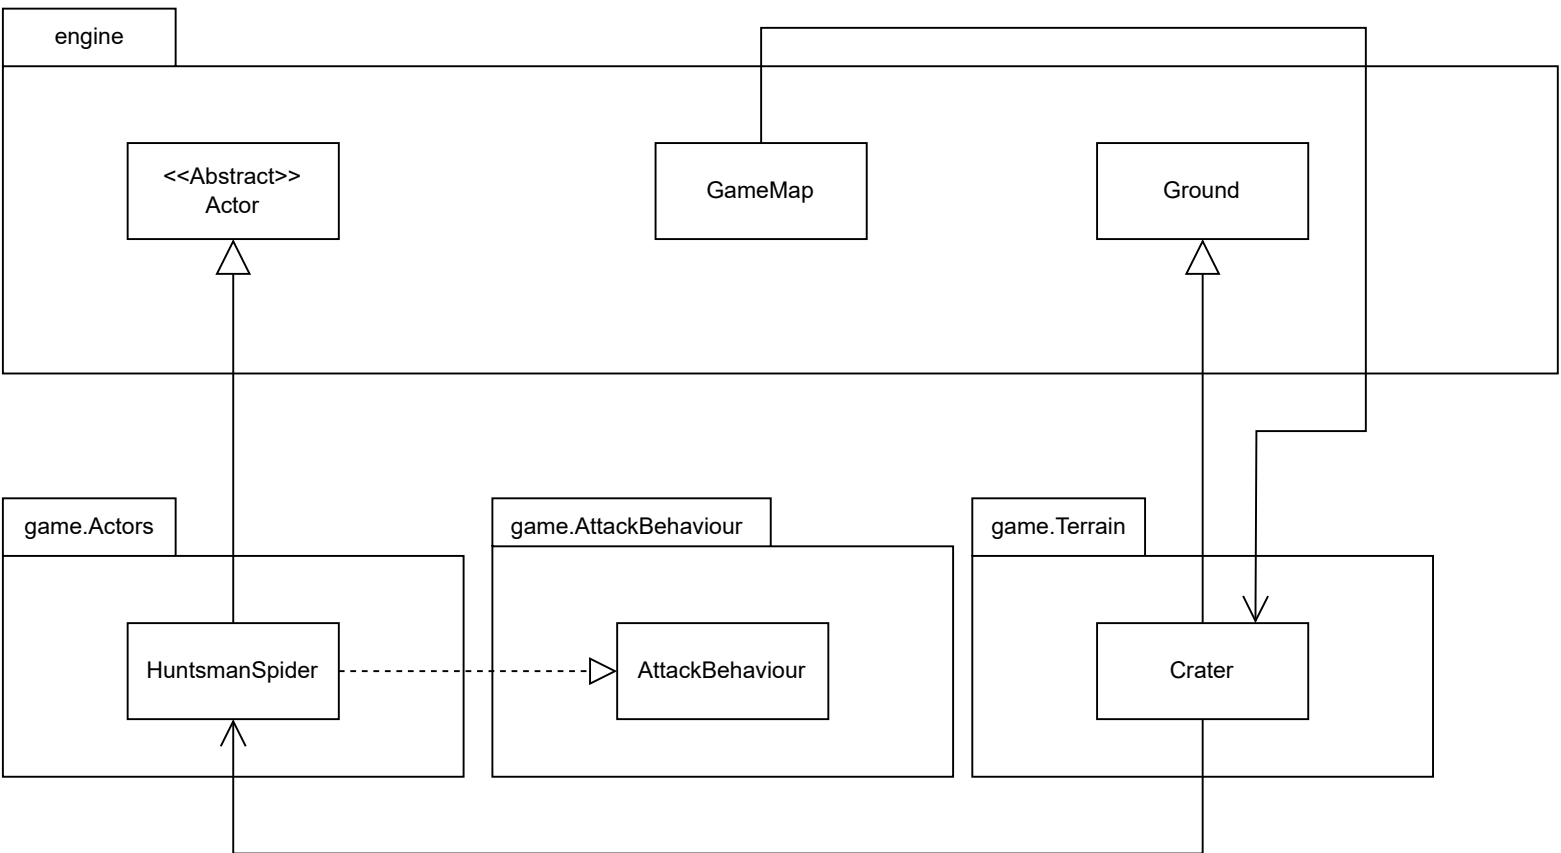 engine
<<Abstract>>
Actor
GameMap
Ground
game.Actors
game.AttackBehaviour
game.Terrain
HuntsmanSpider
AttackBehaviour
Crater